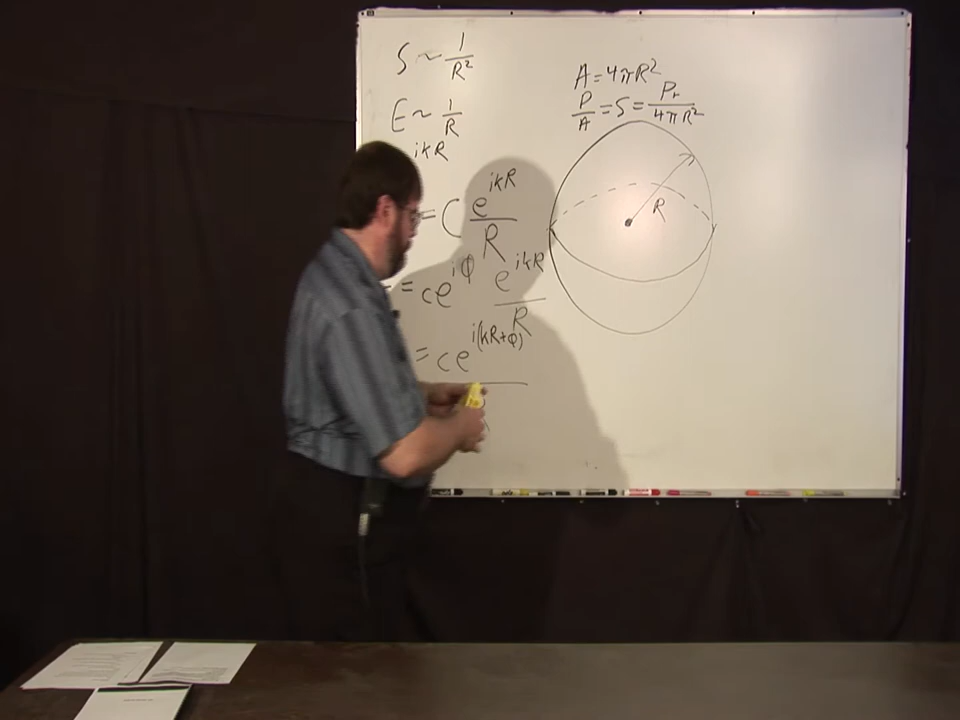 S ~ 1/R²
E ~ 1/R
ikR
= C e^{ikR}/R
= ce^{iφ} e^{ikR}/R
= ce^{i(kR+φ)}
A = 4πR²
P/A = S = Pr/4πR²
R